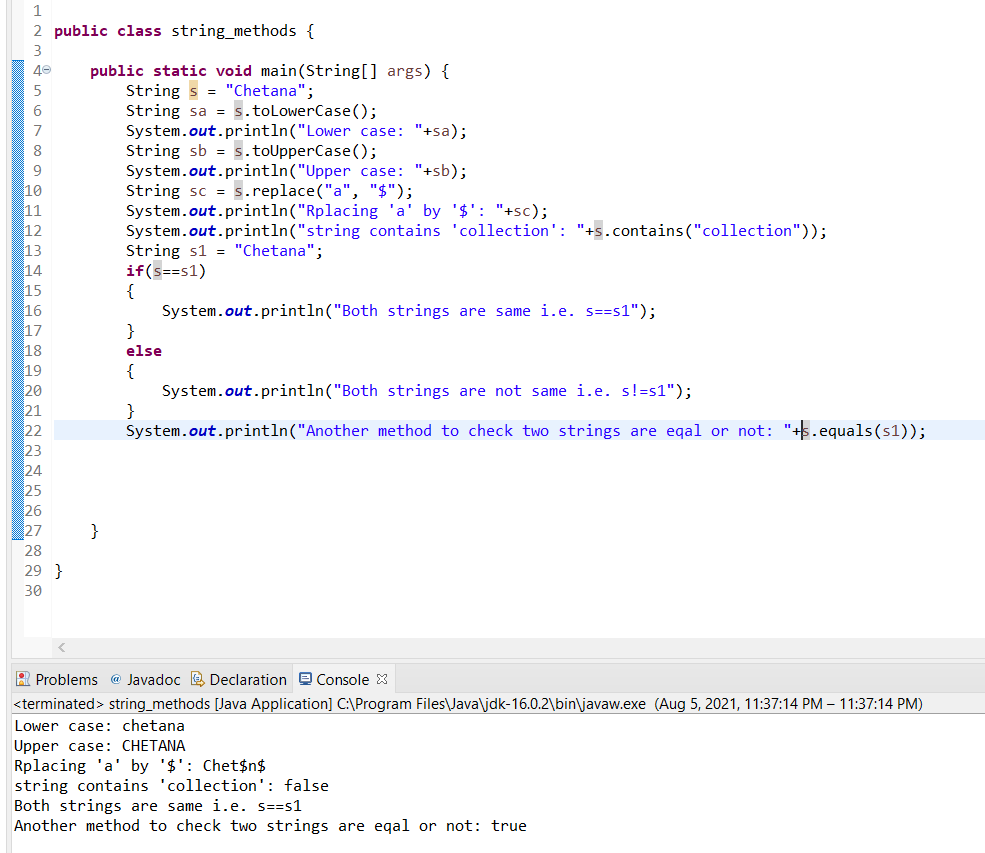 1
2 public class string_methods {
3
4 public static void main(String[] args) {
5 String s = "Chetana";
6 String sa = s.toLowerCase();
7 System.out.println("Lower case: "+sa);
8 String sb = s.toUpperCase();
9 System.out.println("Upper case: "+sb);
10 String sc = s.replace("a", "$");
11 System.out.println("Rplacing 'a' by '$': "+sc);
12 System.out.println("string contains 'collection': "+s.contains("collection"));
13 String s1 = "Chetana";
14 if(s==s1)
15 {
16 System.out.println("Both strings are same i.e. s==s1");
17 }
18 else
19 {
20 System.out.println("Both strings are not same i.e. s!=s1");
21 }
22 System.out.println("Another method to check two strings are eqal or not: "+s.equals(s1));
23
24
25
26
27 }
28
29 }
30
Problems @ Javadoc Declaration Console
<terminated> string_methods [Java Application] C:\Program Files\Java\jdk-16.0.2\bin\javaw.exe (Aug 5, 2021, 11:37:14 PM – 11:37:14 PM)
Lower case: chetana
Upper case: CHETANA
Rplacing 'a' by '$': Chet$n$
string contains 'collection': false
Both strings are same i.e. s==s1
Another method to check two strings are eqal or not: true